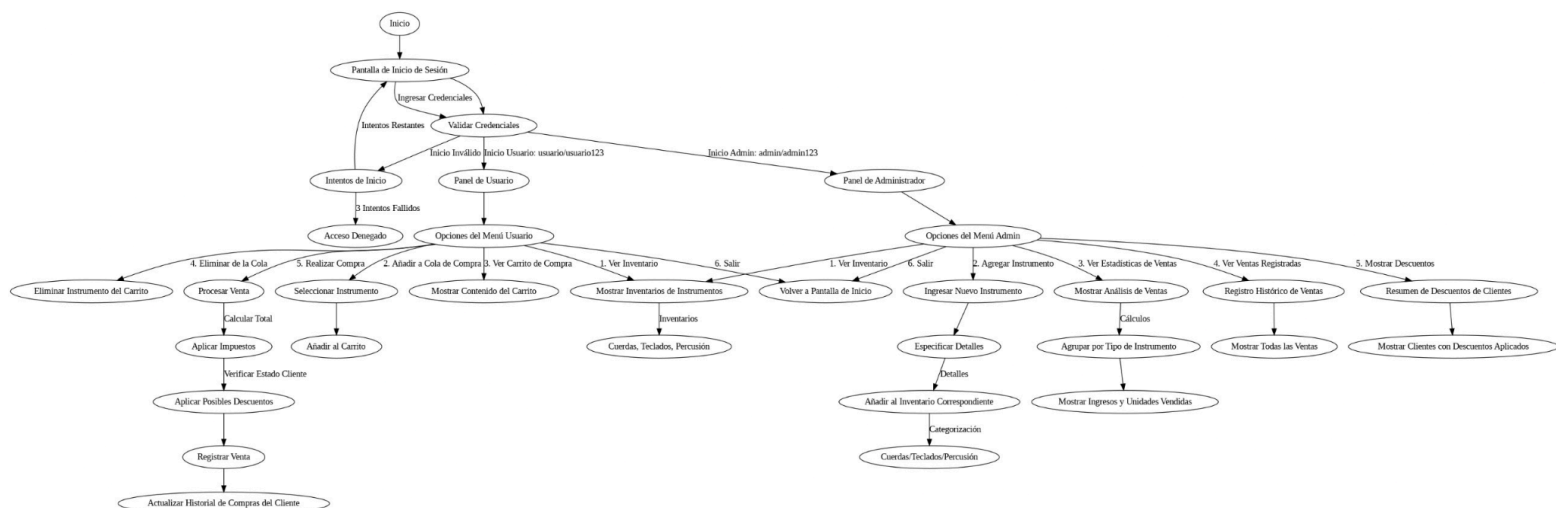 Inicio
Pantalla de Inicio de Sesión
Ingresar Credenciales
Intentos Restantes
Validar Credenciales
Inicio Inválido
Inicio Usuario: usuario/usuario123
Inicio Admin: admin/admin123
Intentos de Inicio
Panel de Usuario
Panel de Administrador
3 Intentos Fallidos
Acceso Denegado
Opciones del Menú Usuario
Opciones del Menú Admin
4. Eliminar de la Cola
5. Realizar Compra
2. Añadir a Cola de Compra
3. Ver Carrito de Compra
1. Ver Inventario
6. Salir
1. Ver Inventario
6. Salir
2. Agregar Instrumento
3. Ver Estadísticas de Ventas
4. Ver Ventas Registradas
5. Mostrar Descuentos
Eliminar Instrumento del Carrito
Procesar Venta
Seleccionar Instrumento
Mostrar Contenido del Carrito
Mostrar Inventarios de Instrumentos
Volver a Pantalla de Inicio
Ingresar Nuevo Instrumento
Mostrar Análisis de Ventas
Registro Histórico de Ventas
Resumen de Descuentos de Clientes
Calcular Total
Inventarios
Cálculos
Aplicar Impuestos
Añadir al Carrito
Cuerdas, Teclados, Percusión
Especificar Detalles
Agrupar por Tipo de Instrumento
Mostrar Todas las Ventas
Mostrar Clientes con Descuentos Aplicados
Verificar Estado Cliente
Detalles
Aplicar Posibles Descuentos
Añadir al Inventario Correspondiente
Mostrar Ingresos y Unidades Vendidas
Categorización
Registrar Venta
Cuerdas/Teclados/Percusión
Actualizar Historial de Compras del Cliente